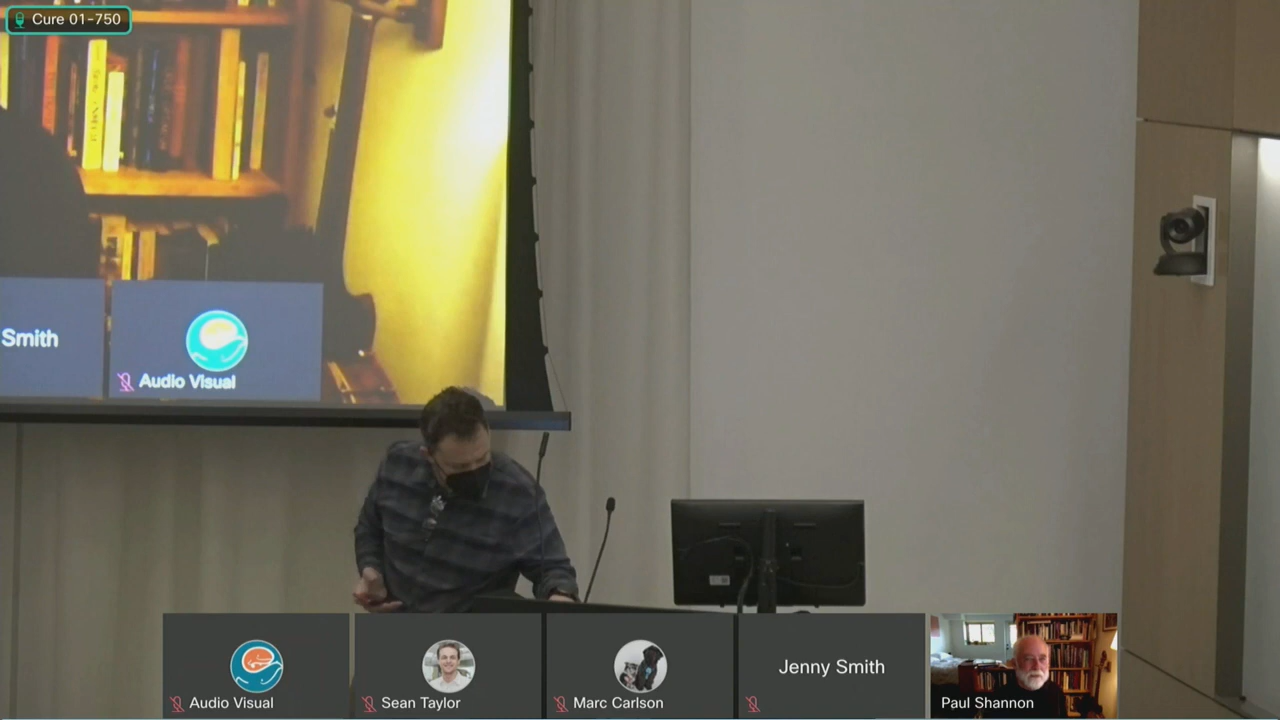 Cure 01-750
Smith
Audio Visual
Audio Visual
Sean Taylor
Marc Carlson
Jenny Smith
Paul Shannon